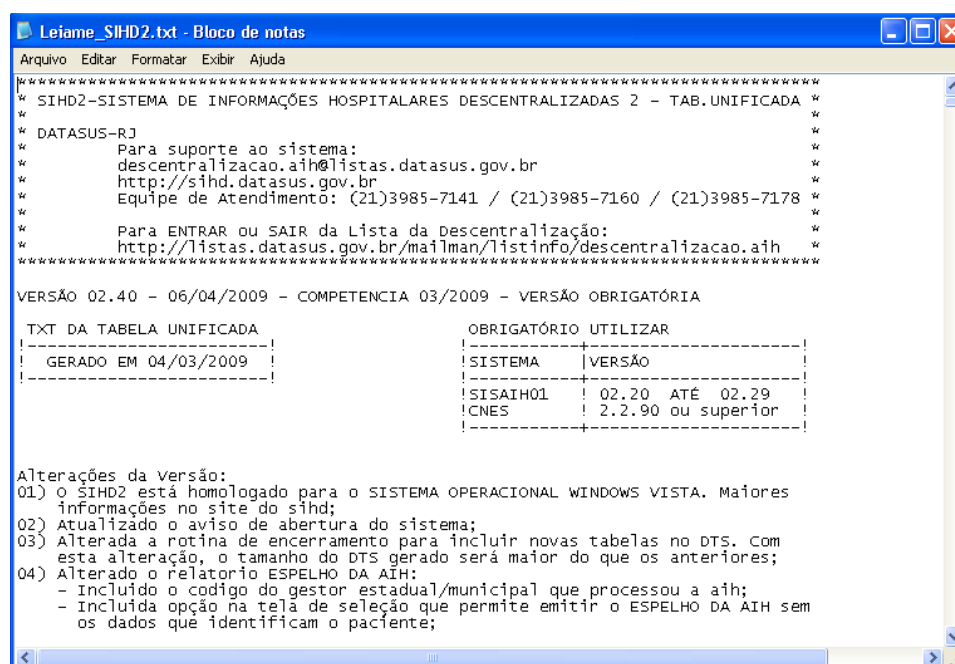 Leiame_SIHD2.txt - Bloco de notas
Arquivo Editar Formatar Exibir Ajuda
********************************************************************************
* SIHD2-SISTEMA DE INFORMAÇÕES HOSPITALARES DESCENTRALIZADAS 2 - TAB.UNIFICADA *
* *
* DATASUS-RJ *
* Para suporte ao sistema: *
* descentralizacao.aih@listas.datasus.gov.br *
* http://sihd.datasus.gov.br *
* Equipe de Atendimento: (21)3985-7141 / (21)3985-7160 / (21)3985-7178 *
* *
* Para ENTRAR ou SAIR da Lista da Descentralização: *
* http://listas.datasus.gov.br/mailman/listinfo/descentralizacao.aih *
********************************************************************************
VERSÃO 02.40 - 06/04/2009 - COMPETENCIA 03/2009 - VERSÃO OBRIGATÓRIA
TXT DA TABELA UNIFICADA OBRIGATÓRIO UTILIZAR
!------------------------! !-----------+---------------------!
! GERADO EM 04/03/2009 ! !SISTEMA |VERSÃO !
!------------------------! !-----------+---------------------!
!SISAIH01 ! 02.20 ATÉ 02.29 !
!CNES ! 2.2.90 ou superior !
!-----------+---------------------!
Alterações da Versão:
01) O SIHD2 está homologado para o SISTEMA OPERACIONAL WINDOWS VISTA. Maiores
informações no site do sihd;
02) Atualizado o aviso de abertura do sistema;
03) Alterada a rotina de encerramento para incluir novas tabelas no DTS. Com
esta alteração, o tamanho do DTS gerado será maior do que os anteriores;
04) Alterado o relatorio ESPELHO DA AIH:
- Incluido o codigo do gestor estadual/municipal que processou a aih;
- Incluida opção na tela de seleção que permite emitir o ESPELHO DA AIH sem
os dados que identificam o paciente;